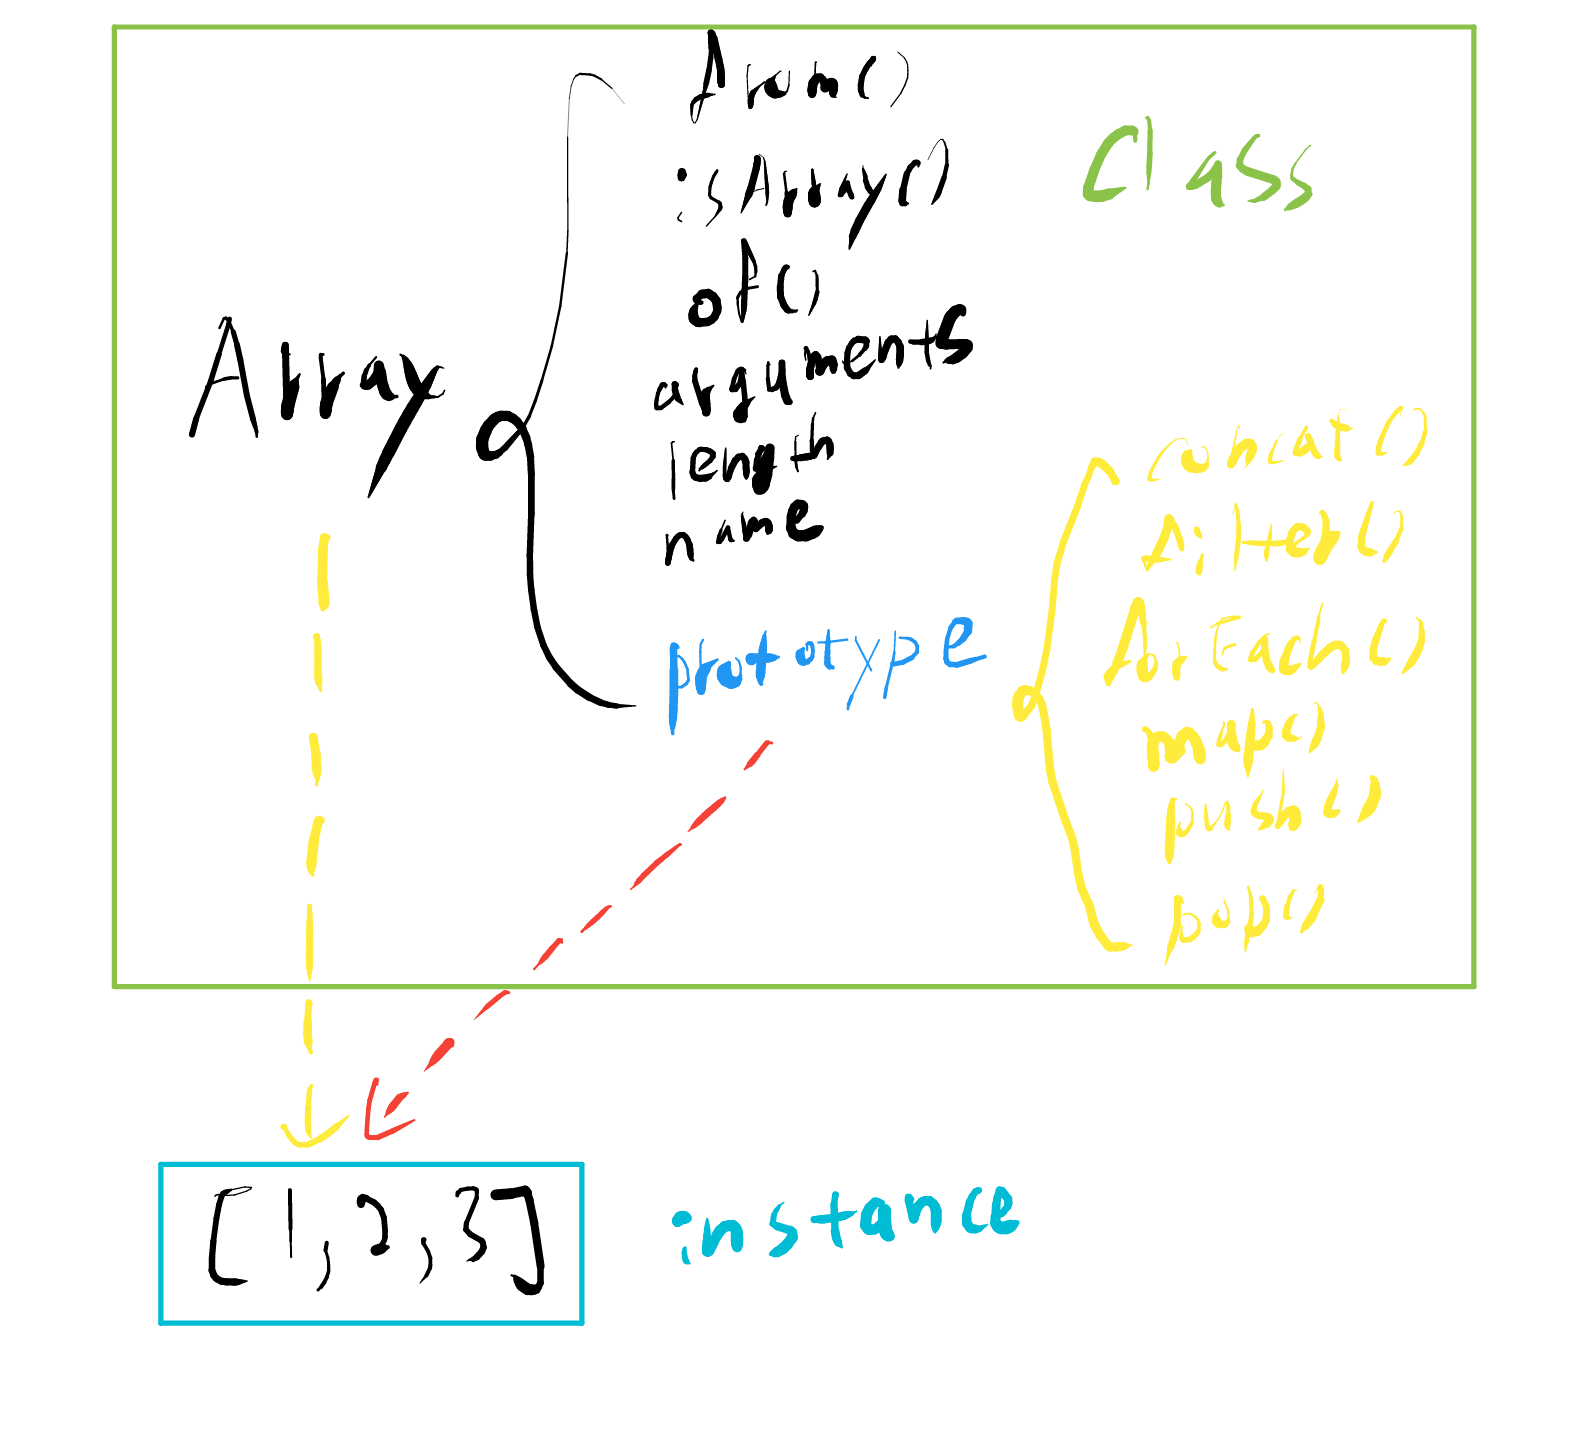 from()
isArray()
Class
of()
Array
arguments
length
name
concat()
filter()
prototype
forEach()
map()
push()
pop()
[1,2,3]
instance